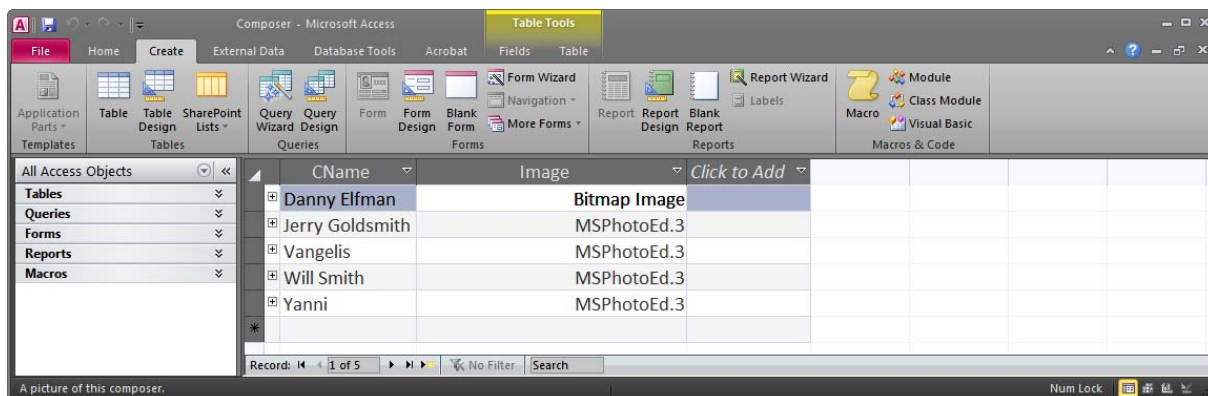 A Composer - Microsoft Access Table Tools
File Home Create External Data Database Tools Acrobat Fields Table ?
Application Parts
Table
Table Design
SharePoint Lists
Query Wizard
Query Design
Form
Form Design
Blank Form
Form Wizard
Navigation
More Forms
Report
Report Design
Blank Report
Report Wizard
Labels
Macro
Module
Class Module
Visual Basic
Templates Tables Queries Forms Reports Macros & Code
All Access Objects «
Tables
Queries
Forms
Reports
Macros
CName Image Click to Add
Danny Elfman Bitmap Image
Jerry Goldsmith MSPhotoEd.3
Vangelis MSPhotoEd.3
Will Smith MSPhotoEd.3
Yanni MSPhotoEd.3
*
Record: 1 of 5 No Filter Search
A picture of this composer. Num Lock